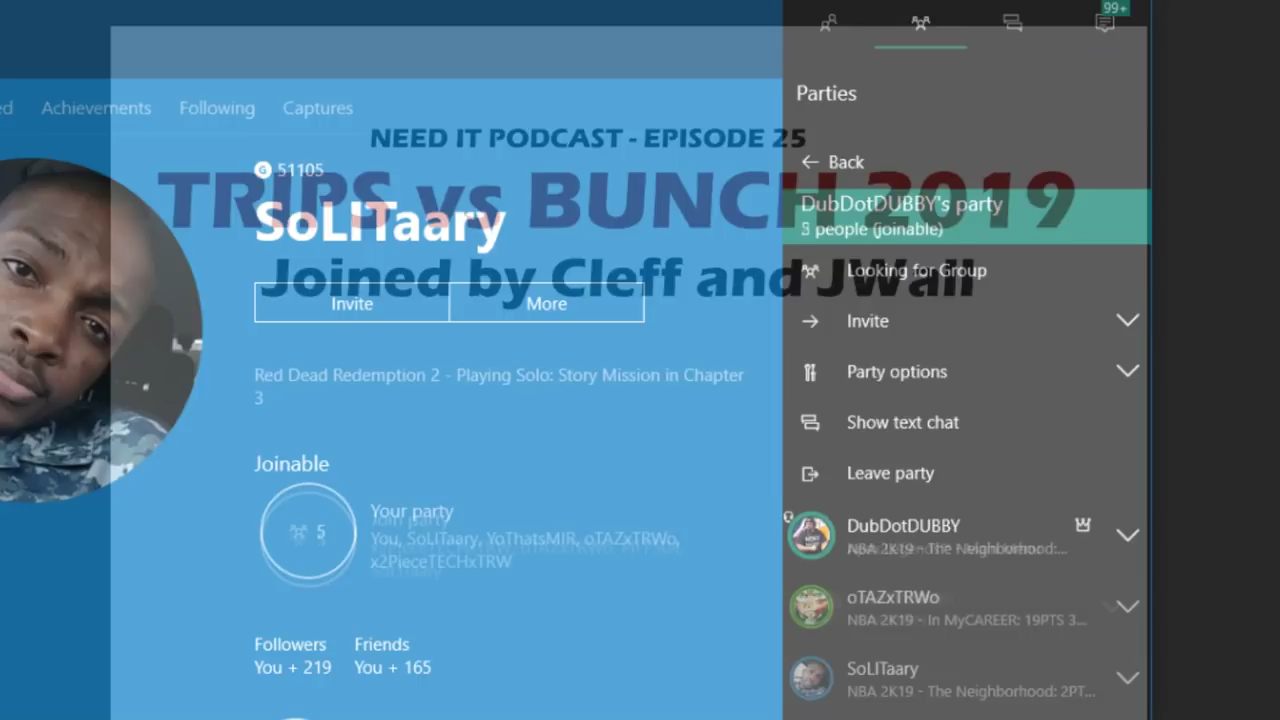 99+
ed Achievements Following Captures
Parties
NEED IT PODCAST - EPISODE 25
Back
G 51105
TRIPS vs BUNCH 2019
SoLITaary
DubDotDUBBY's party
people (joinable)
Joined by Cleff and JWall
Looking for Group
Invite More
Invite
Red Dead Redemption 2 - Playing Solo: Story Mission in Chapter
3
Party options
Show text chat
Joinable
Leave party
5
Your party
Join party
You, SoLITaary, YoThatsMIR, oTAZxTRWo,
x2PieceTECHxTRW
DubDotDUBBY
NBA 2K19 - The Neighborhood:...
oTAZxTRWo
NBA 2K19 - In MyCAREER: 19PTS 3...
Followers Friends
You + 219 You + 165
SoLITaary
NBA 2K19 - The Neighborhood: 2PT...